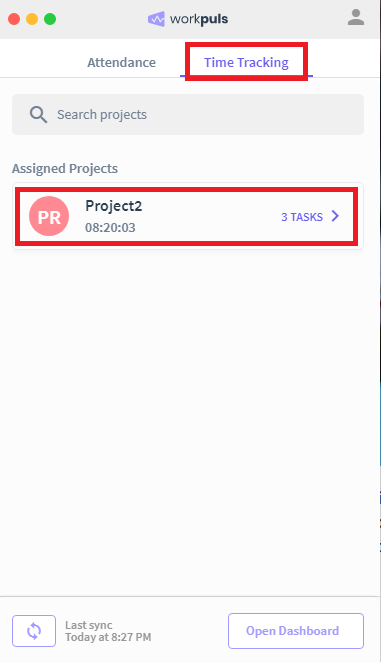 workpuls
Attendance Time Tracking
Search projects
Assigned Projects
PR
Project2
08:20:03
3 TASKS
Last sync
Today at 8:27 PM
Open Dashboard